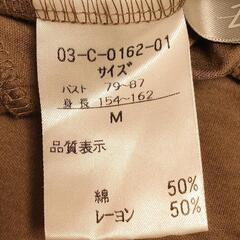 03-C-0162-01
サイズ
バスト 79~87
身長 154~162
M
品質表示
綿 50%
レーヨン 50%